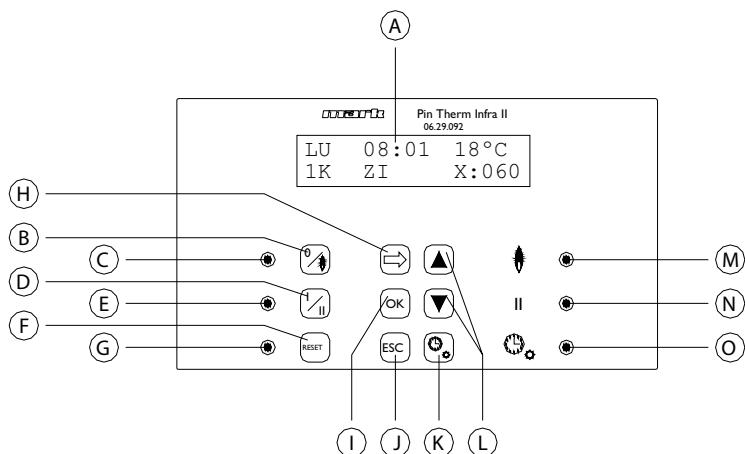 A
mark Pin Therm Infra II
06.29.092
LU 08:01 18°C
1K ZI X:060
H
B
C
0
M
D
E
I
II
OK
II
N
F
G
RESET
ESC
O
I
J
K
L